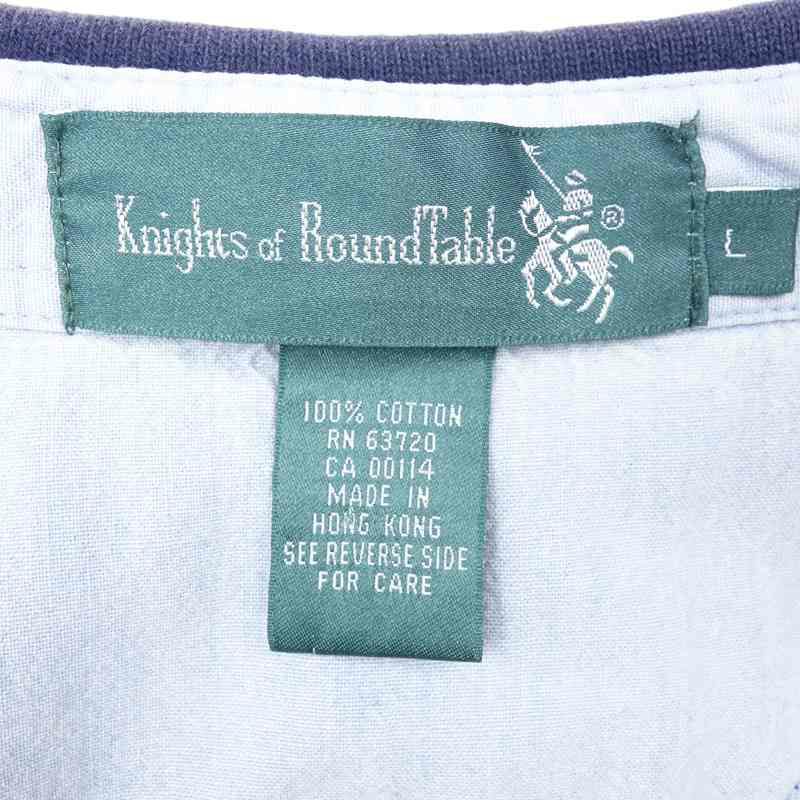 Knights of RoundTable ®
L
100% COTTON
RN 63720
CA 00114
MADE IN
HONG KONG
SEE REVERSE SIDE
FOR CARE